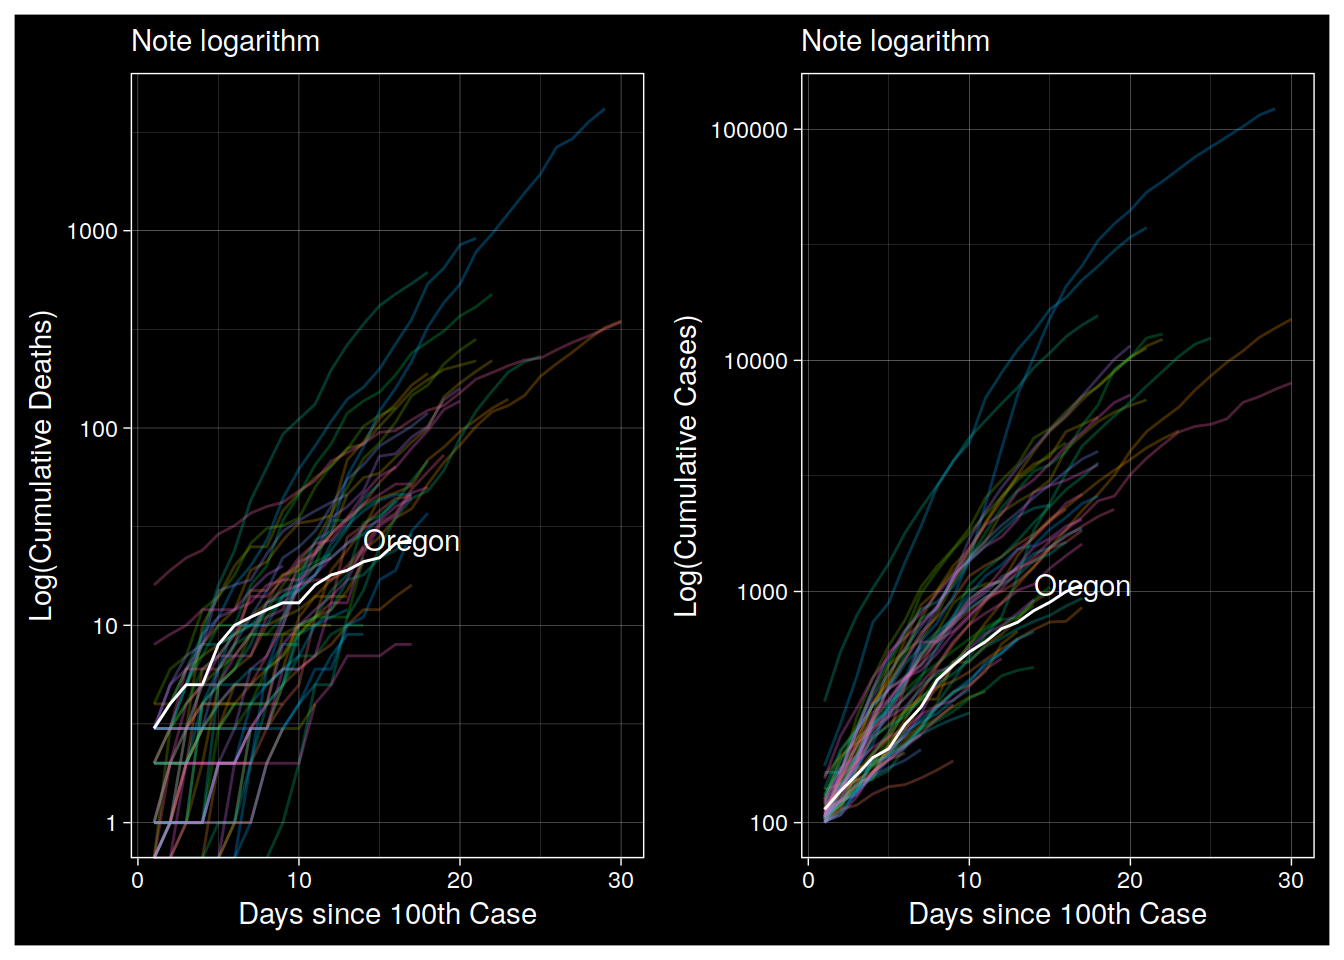 Note logarithm
Log(Cumulative Deaths)
1000
100
10
1
Oregon
0
10
20
30
Days since 100th Case
Note logarithm
Log(Cumulative Cases)
100000
10000
1000
100
Oregon
0
10
20
30
Days since 100th Case